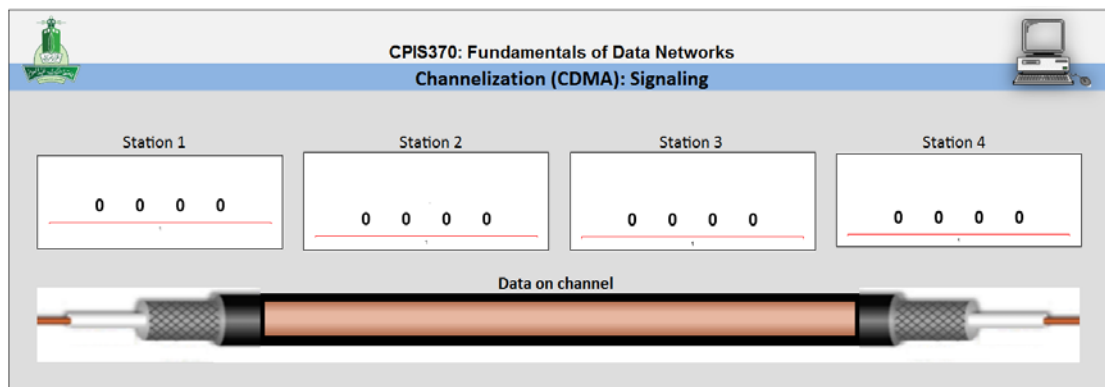 CPIS370: Fundamentals of Data Networks
Channelization (CDMA): Signaling
Station 1
Station 2
Station 3
Station 4
0 0 0 0
0 0 0 0
0 0 0 0
0 0 0 0
Data on channel